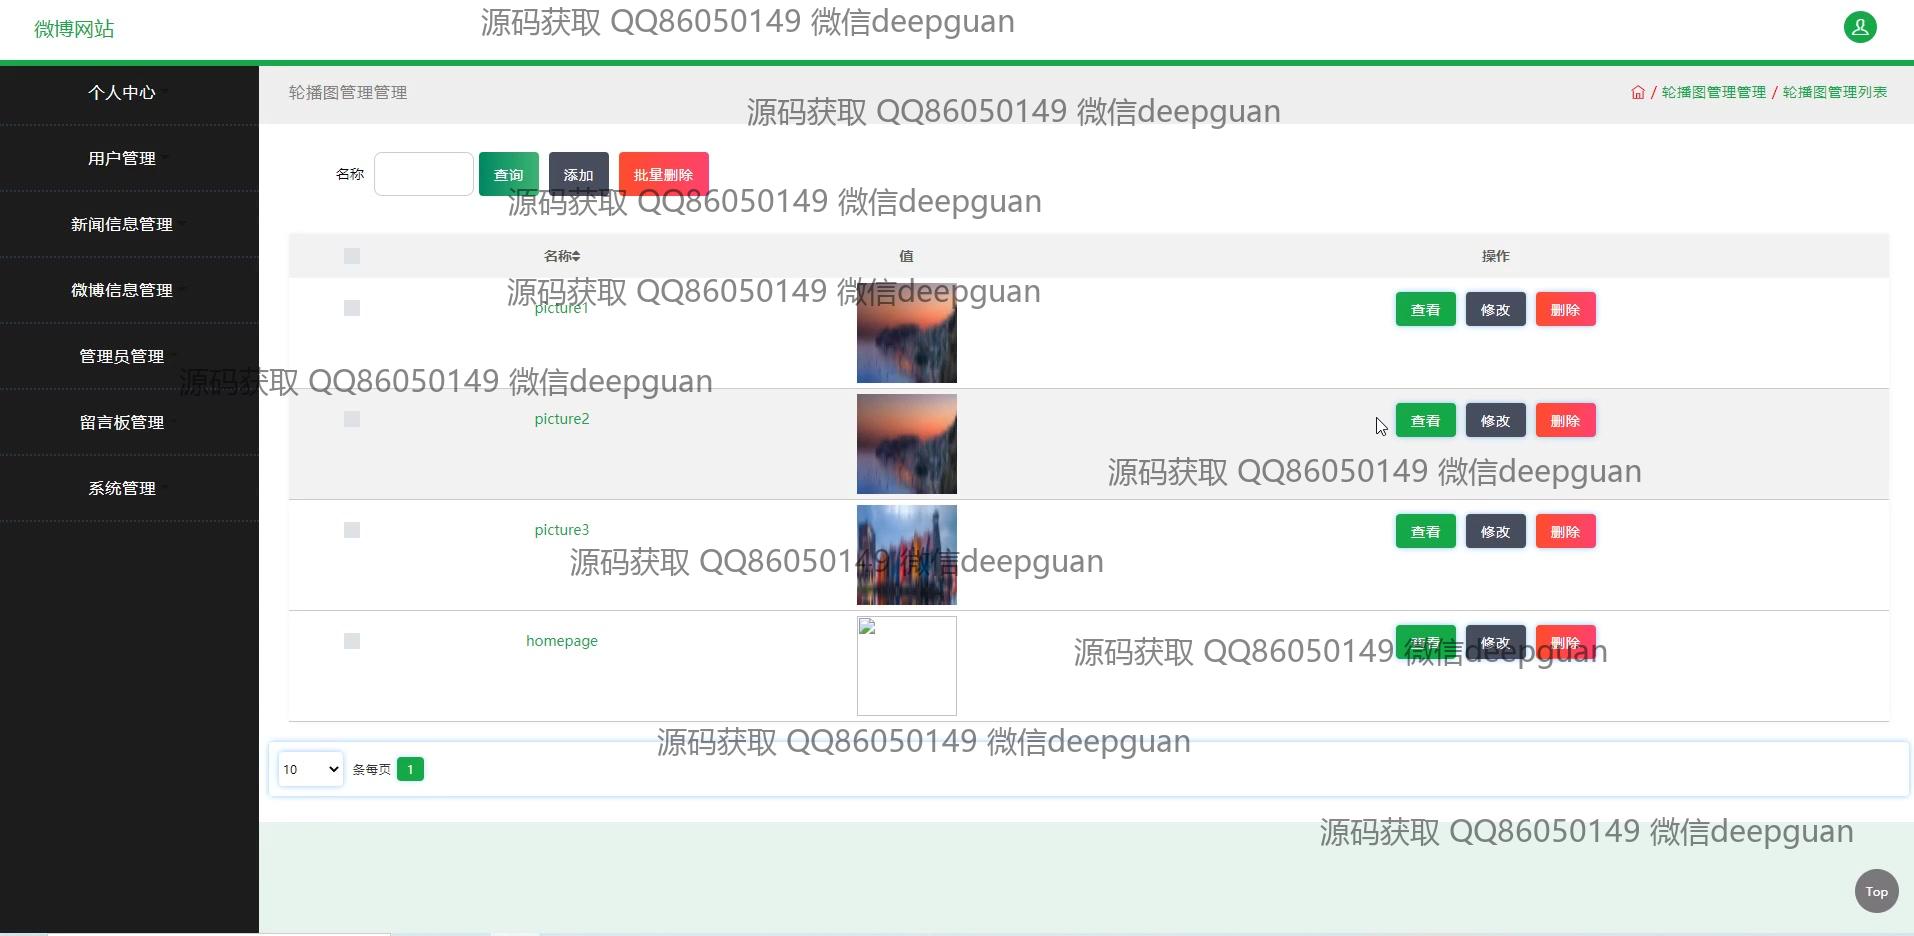 微博网站
源码获取 QQ86050149 微信deepguan
个人中心
轮播图管理管理
/ 轮播图管理管理 / 轮播图管理列表
源码获取 QQ86050149 微信deepguan
用户管理
名称 查询 添加 批量删除
源码获取 QQ86050149 微信deepguan
新闻信息管理
名称 值 操作
源码获取 QQ86050149 微信deepguan
微博信息管理
picture1 查看 修改 删除
管理员管理
源码获取 QQ86050149 微信deepguan
留言板管理
picture2 查看 修改 删除
源码获取 QQ86050149 微信deepguan
系统管理
picture3 查看 修改 删除
源码获取 QQ86050149 微信deepguan
homepage 查看 修改 删除
源码获取 QQ86050149 微信deepguan
源码获取 QQ86050149 微信deepguan
10 条每页 1
源码获取 QQ86050149 微信deepguan
Top